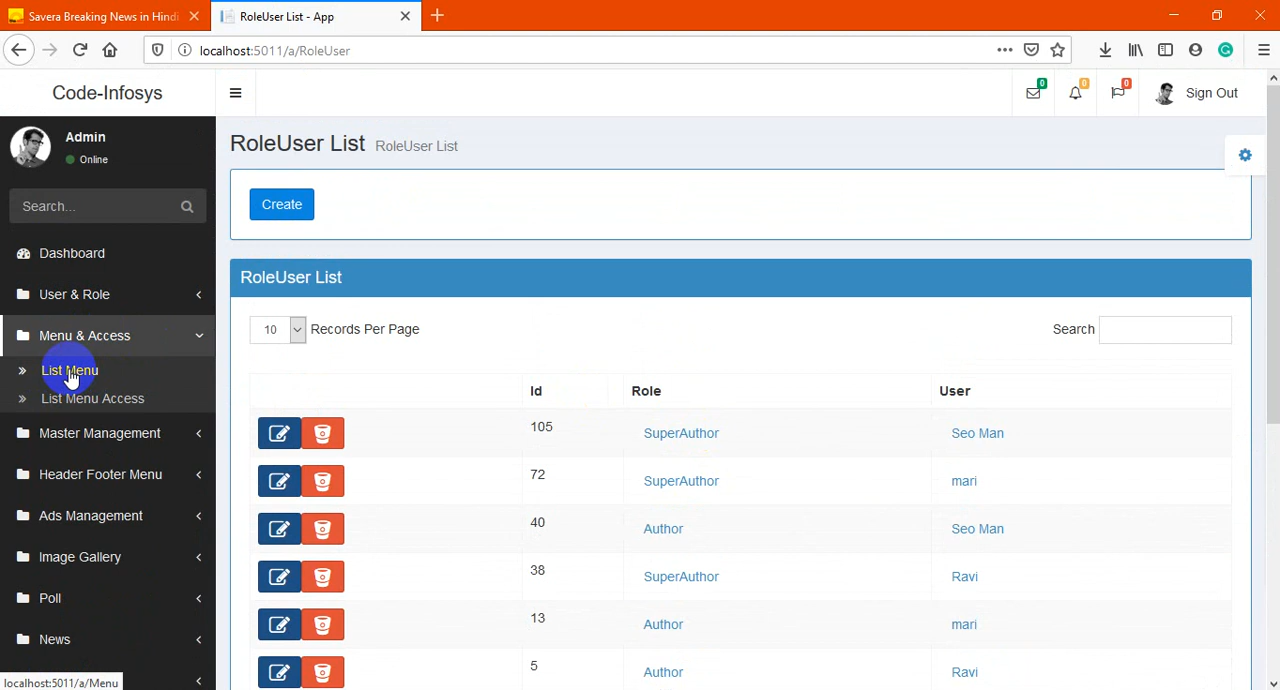 Savera Breaking News in Hindi
RoleUser List - App
localhost:5011/a/RoleUser
Code-Infosys
0
0
0
Sign Out
Admin
Online
Search...
Dashboard
User & Role
Menu & Access
List Menu
List Menu Access
Master Management
Header Footer Menu
Ads Management
Image Gallery
Poll
News
localhost:5011/a/Menu
RoleUser List RoleUser List
Create
RoleUser List
10 Records Per Page
Search
Id Role User
105 SuperAuthor Seo Man
72 SuperAuthor mari
40 Author Seo Man
38 SuperAuthor Ravi
13 Author mari
5 Author Ravi